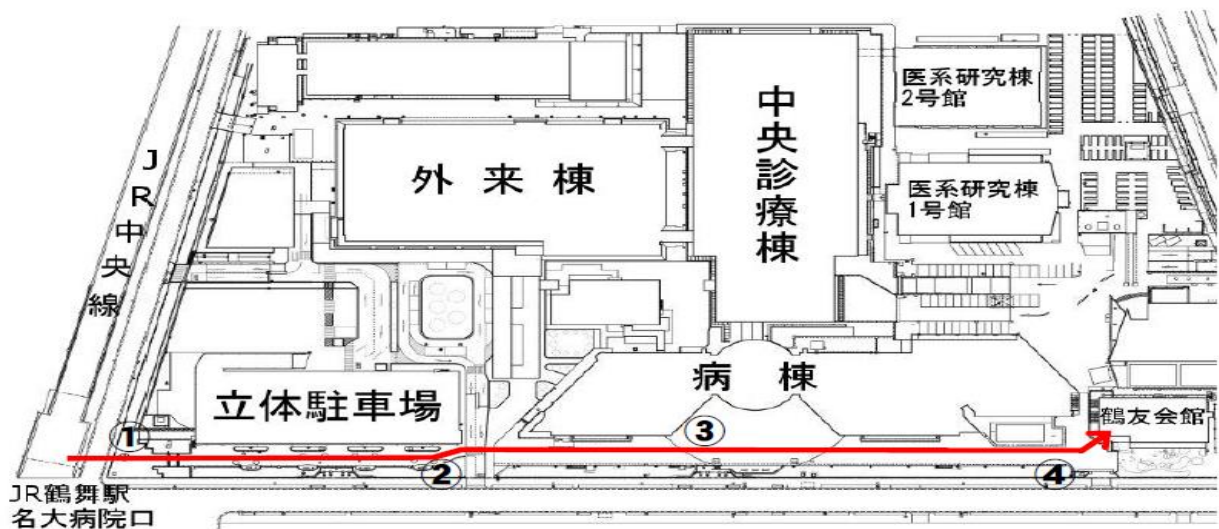 医系研究棟
2号館
中央診療棟
外来棟
医系研究棟
1号館
JR中央線
病棟
立体駐車場
鶴友会館
①
③
②
④
JR鶴舞駅
名大病院口